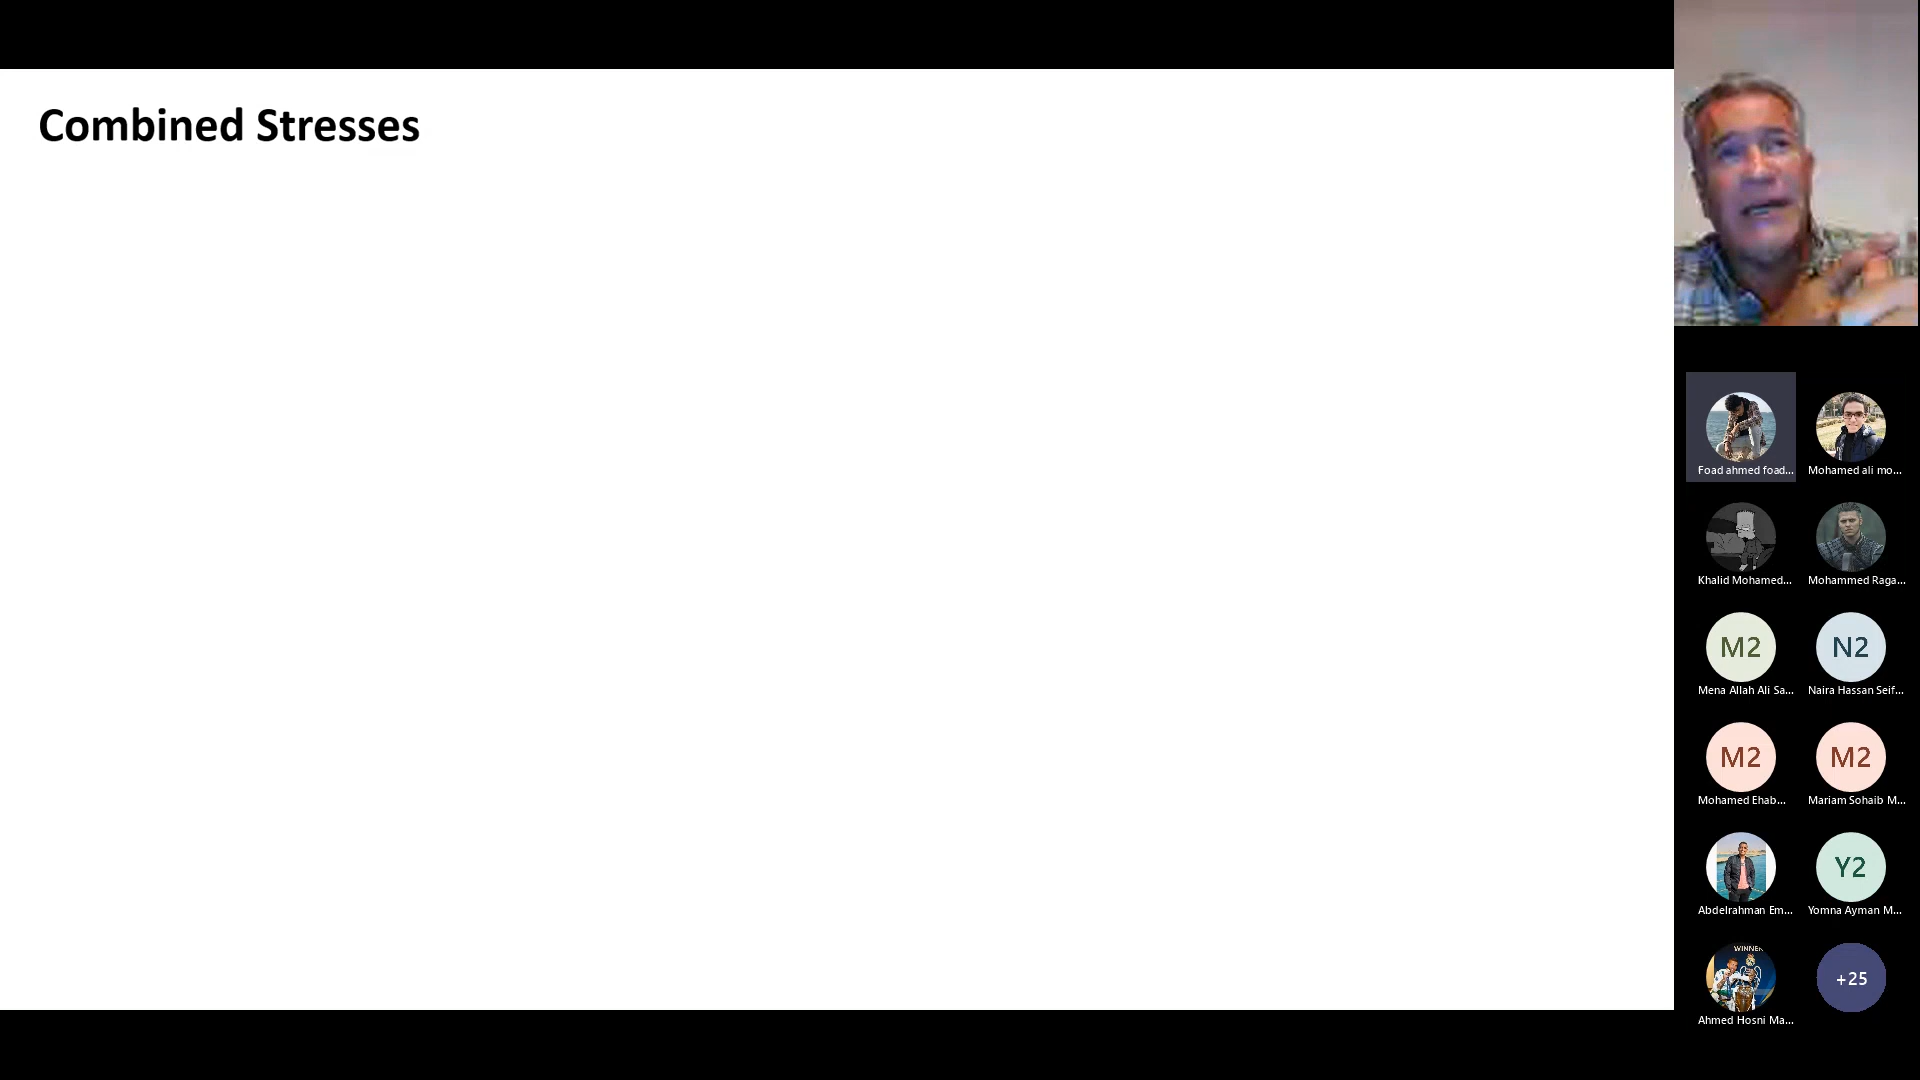 Combined Stresses
Foad ahmed foad...
Mohamed ali mo...
Khalid Mohamed...
Mohammed Raga...
M2
N2
Mena Allah Ali Sa...
Naira Hassan Seif...
M2
M2
Mohamed Ehab...
Mariam Sohaib M...
Y2
Abdelrahman Em...
Yomna Ayman M...
WINNER
+25
Ahmed Hosni Ma...